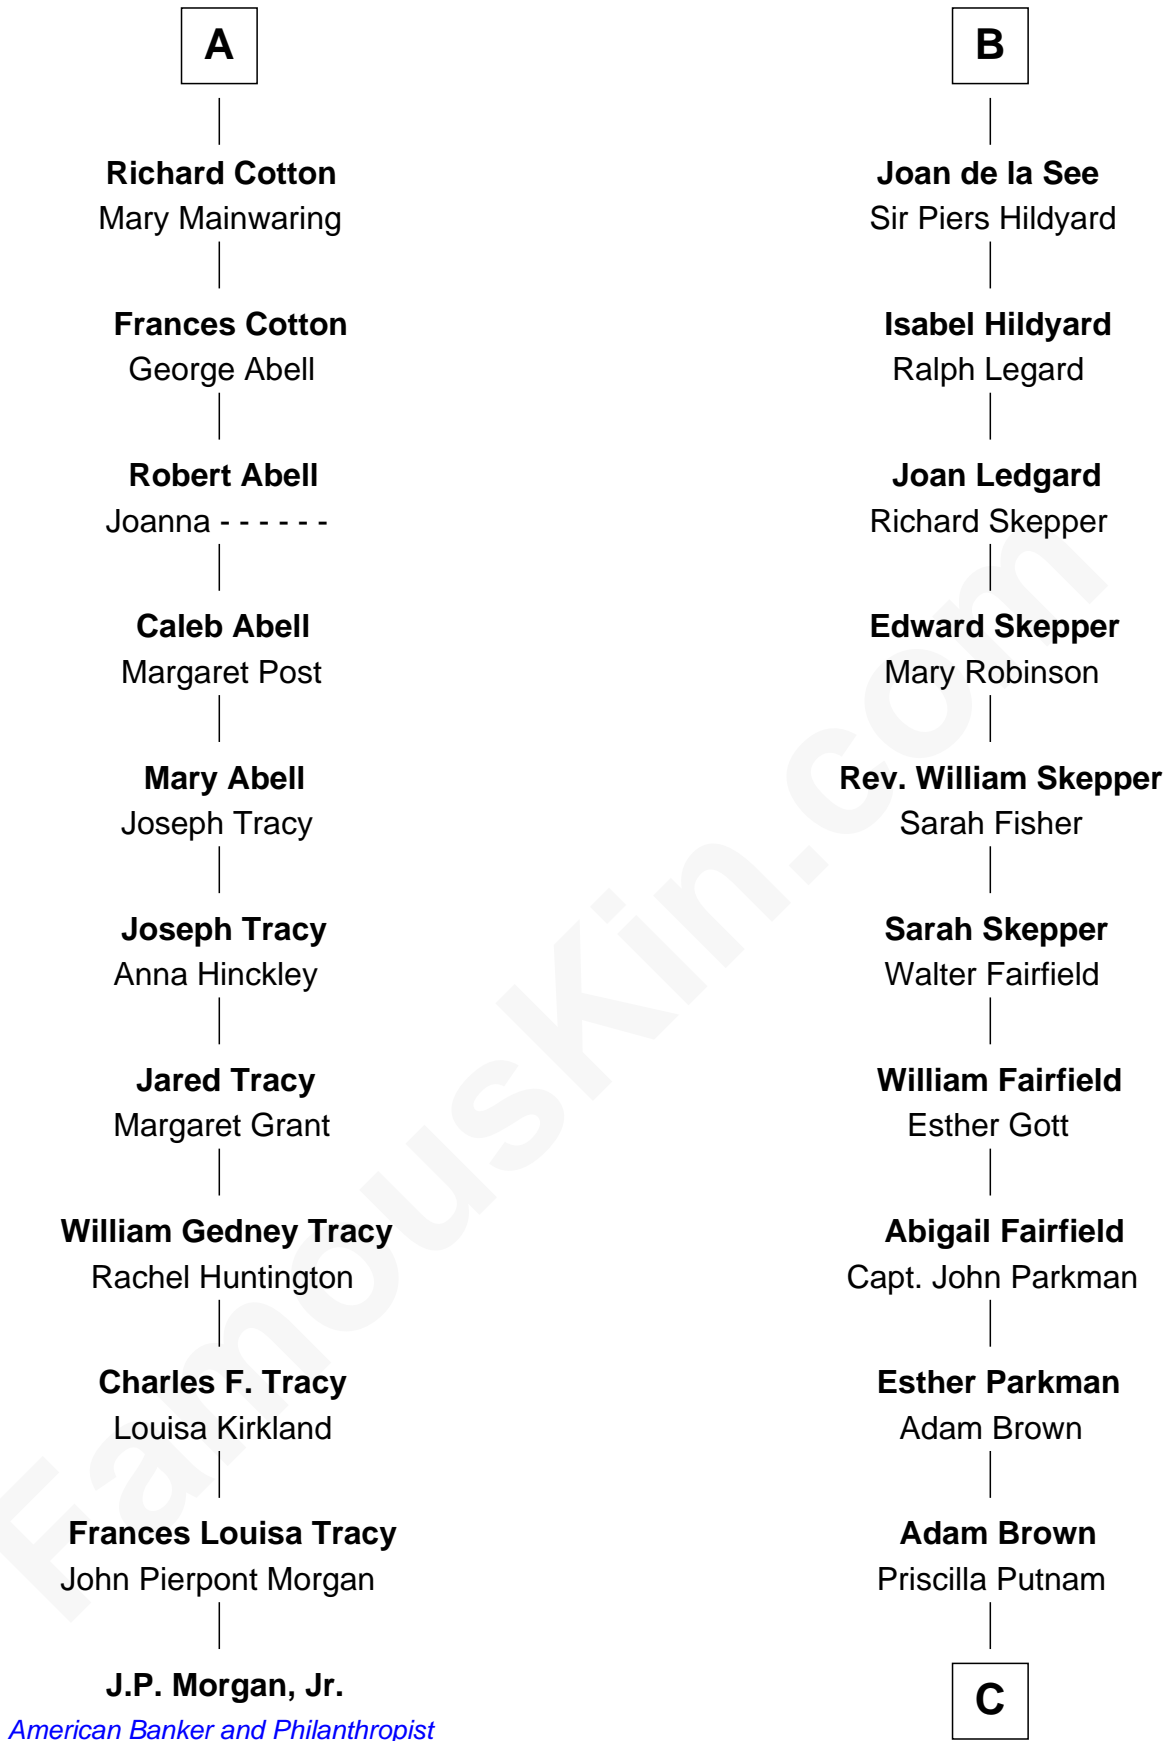 A
Richard Cotton
Mary Mainwaring
Frances Cotton
George Abell
Robert Abell
Joanna - - - - - -
Caleb Abell
Margaret Post
Mary Abell
Joseph Tracy
Joseph Tracy
Anna Hinckley
Jared Tracy
Margaret Grant
William Gedney Tracy
Rachel Huntington
Charles F. Tracy
Louisa Kirkland
Frances Louisa Tracy
John Pierpont Morgan
J.P. Morgan, Jr.
American Banker and Philanthropist
B
Joan de la See
Sir Piers Hildyard
Isabel Hildyard
Ralph Legard
Joan Ledgard
Richard Skepper
Edward Skepper
Mary Robinson
Rev. William Skepper
Sarah Fisher
Sarah Skepper
Walter Fairfield
William Fairfield
Esther Gott
Abigail Fairfield
Capt. John Parkman
Esther Parkman
Adam Brown
Adam Brown
Priscilla Putnam
C
FamousKin.com